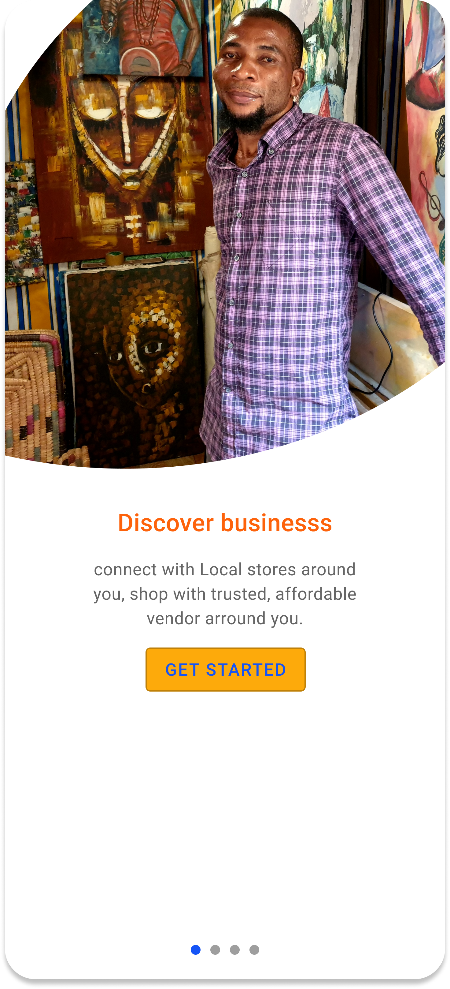 Discover businesss
connect with Local stores around
you, shop with trusted, affordable
vendor arround you.
GET STARTED